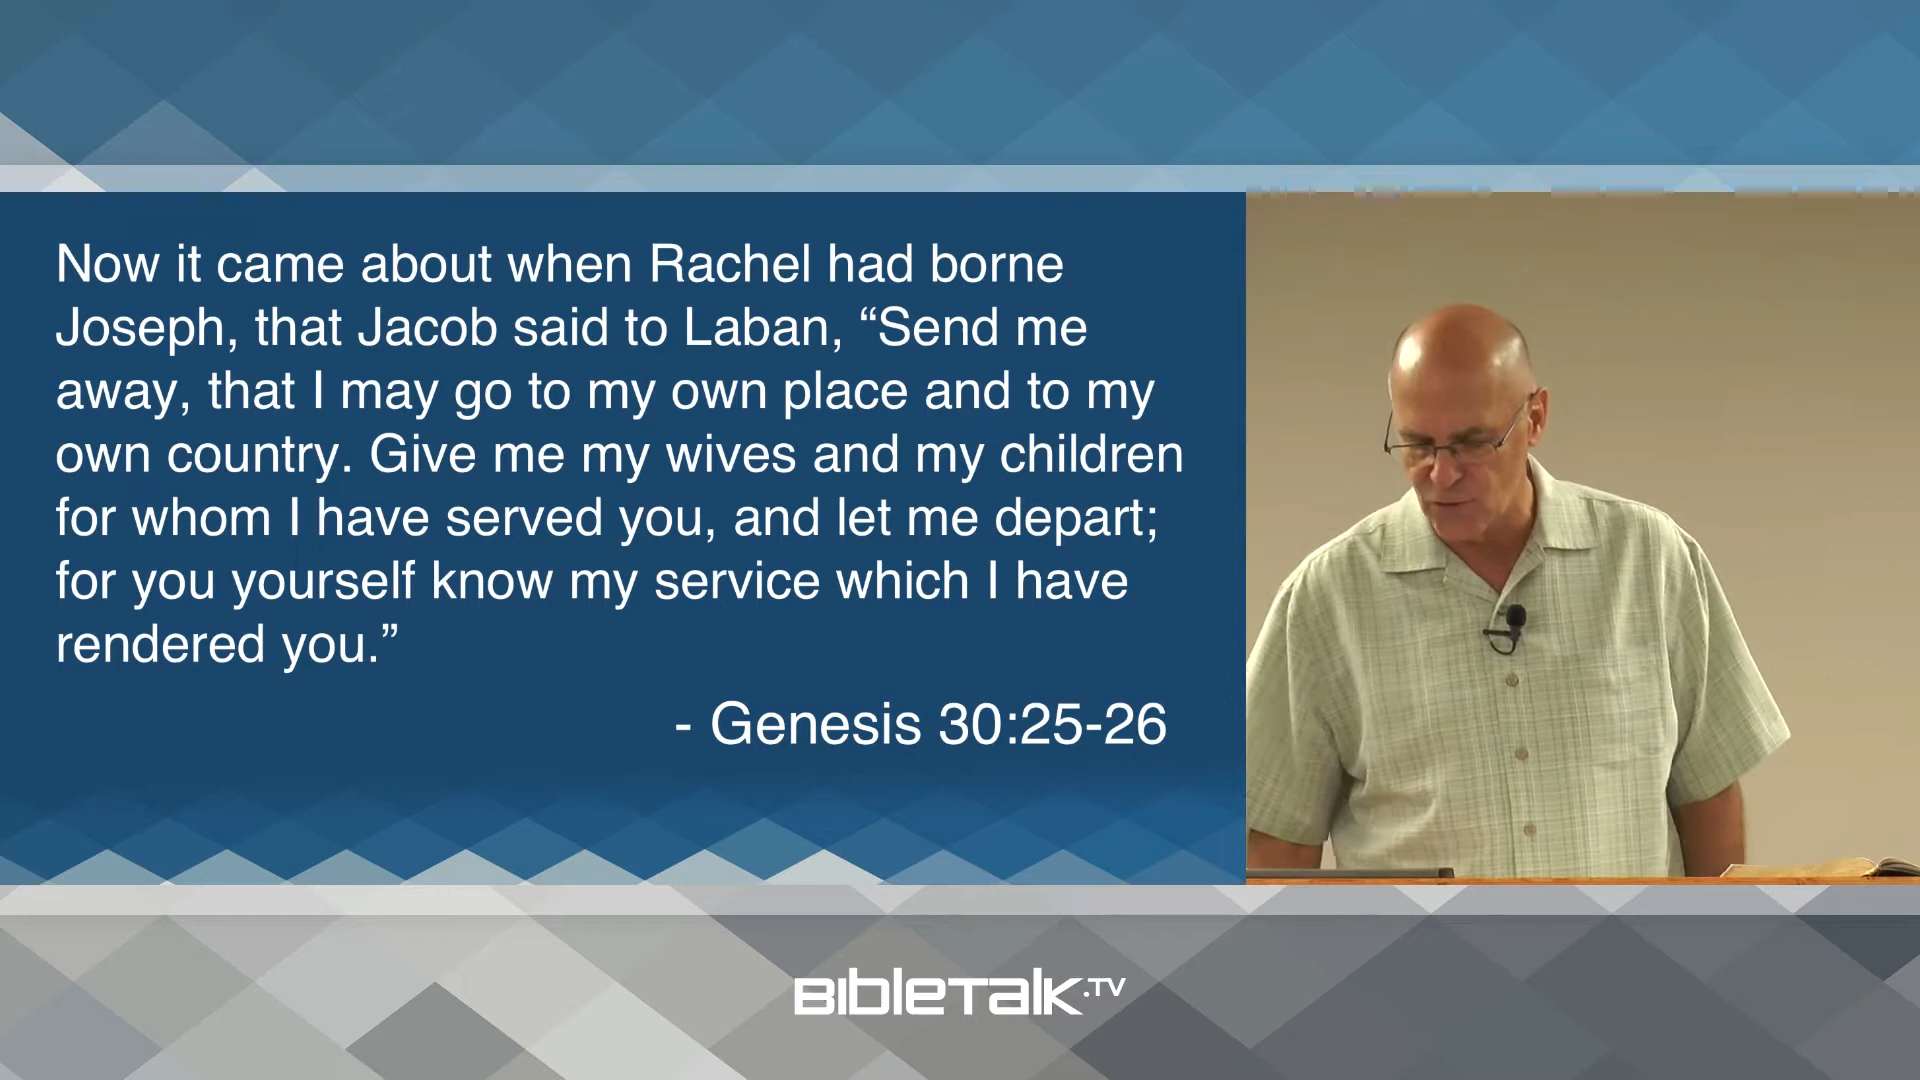 Now it came about when Rachel had borne
Joseph, that Jacob said to Laban, “Send me
away, that I may go to my own place and to my
own country. Give me my wives and my children
for whom I have served you, and let me depart;
for you yourself know my service which I have
rendered you.”
- Genesis 30:25-26
BibleTalk.TV